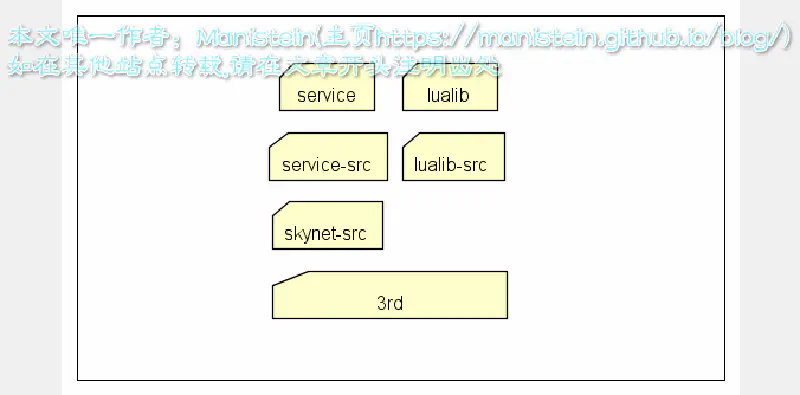 本文唯一作者：Manistein(主页https://manistein.github.io/blog/)
如在其他站点转载,请在文章开头注明出处
service lualib
service-src lualib-src
skynet-src
3rd